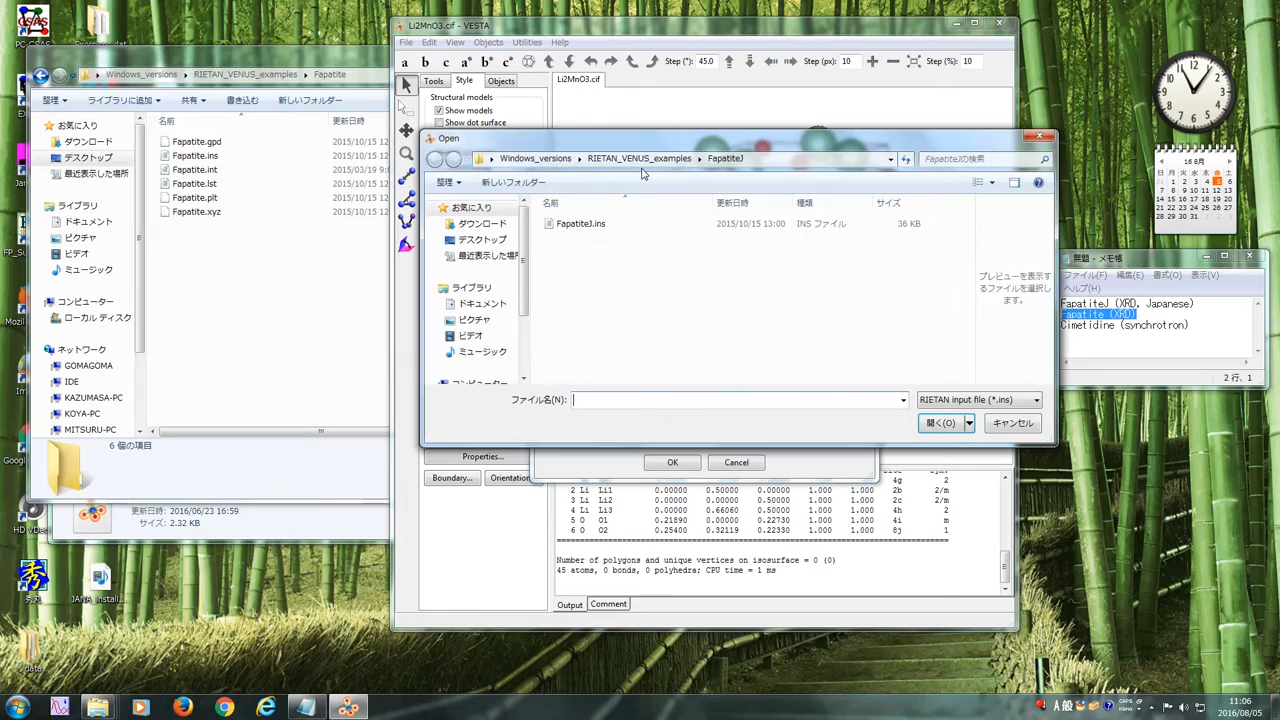 PC-GSAS
Li2MnO3.cif - VESTA
File Edit View Objects Utilities Help
a b c a* b* c* Step (°): 45.0 Step (px): 10 Step (%): 10
Tools Style Objects
Li2MnO3.cif
Structural models
Show models
Show dot surface
Windows_versions RIETAN_VENUS_examples Fapatite
整理 ライブラリに追加 共有 書き込む 新しいフォルダー
お気に入り
ダウンロード
デスクトップ
最近表示した場所
ライブラリ
ドキュメント
ピクチャ
ビデオ
ミュージック
コンピューター
ローカル ディスク
ネットワーク
GOMAGOMA
IDE
KAZUMASA-PC
KOYA-PC
MITSURU-PC
名前 更新日時
Fapatite.gpd 2015/10/15 12
Fapatite.ins 2015/10/15 12
Fapatite.int 2015/03/19 9:
Fapatite.lst 2015/10/15 12
Fapatite.plt 2015/10/15 12
Fapatite.xyz 2015/10/15 12
6 個の項目
更新日時: 2016/06/23 16:59
サイズ: 2.32 KB
Open
Windows_versions RIETAN_VENUS_examples FapatiteJ
FapatiteJの検索
整理 新しいフォルダー
お気に入り
ダウンロード
デスクトップ
最近表示した場所
ライブラリ
ドキュメント
ピクチャ
ビデオ
ミュージック
コンピューター
名前 更新日時 種類 サイズ
FapatiteJ.ins 2015/10/15 13:00 INS ファイル 36 KB
プレビューを表示するファイルを選択します。
ファイル名(N):
RIETAN input file (*.ins)
開く(O) キャンセル
OK Cancel
Properties...
Boundary... Orientation
4g 2
2 Li Li1 0.00000 0.50000 0.00000 1.000 1.000 2b 2/m
3 Li Li2 0.00000 0.00000 0.50000 1.000 1.000 2c 2/m
4 Li Li3 0.00000 0.66060 0.50000 1.000 1.000 4h 2
5 O O1 0.21890 0.00000 0.22730 1.000 1.000 4i m
6 O O2 0.25400 0.32119 0.22330 1.000 1.000 8j 1
Number of polygons and unique vertices on isosurface = 0 (0)
45 atoms, 0 bonds, 0 polyhedra; CPU time = 1 ms
Output Comment
16 8月
無題 - メモ帳
ファイル(F) 編集(E) 書式(O) 表示(V)
ヘルプ(H)
FapatiteJ (XRD, Japanese)
Fapatite (XRD)
Cimetidine (synchrotron)
2 行、1
秀丸
JANA_install...
data
A 般
CAPS
KANA
11:06
2016/08/05